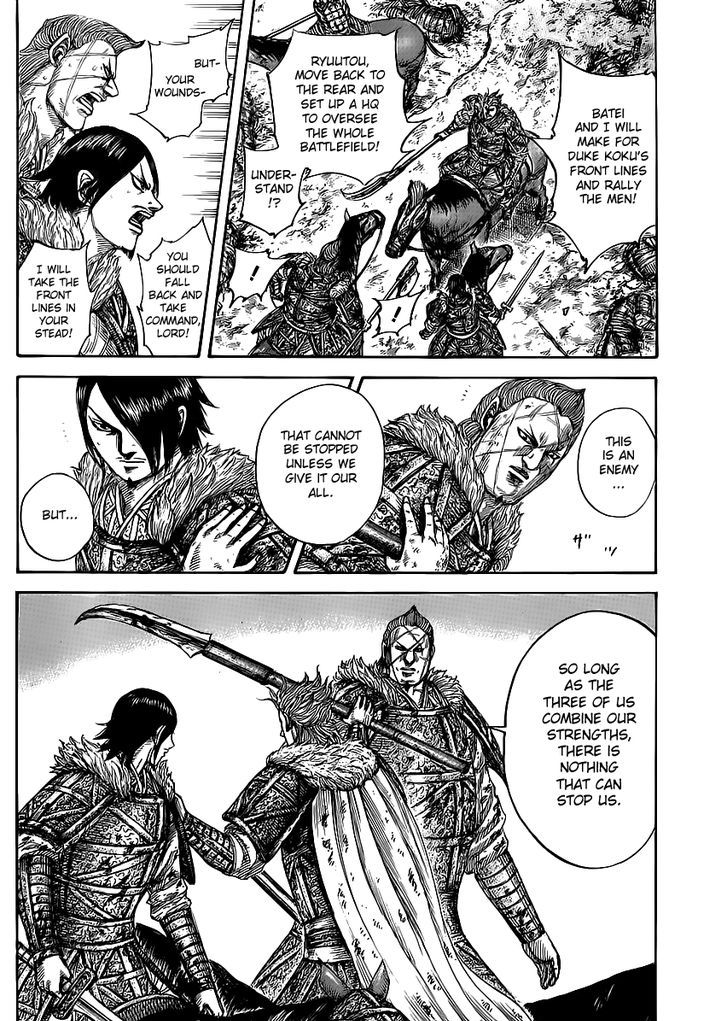 BATEI
AND I WILL
MAKE FOR
DUKE KOKU'S
FRONT LINES
AND RALLY
THE MEN!
RYUUTOU,
MOVE BACK
TO THE
REAR AND
SET UP A HQ
TO OVERSEE
THE WHOLE
BATTLEFIELD!
UNDER-
STAND
!?
!
!
BUT-
YOUR
WOUNDS-
YOU
SHOULD
FALL
BACK AND
TAKE
COMMAND,
LORD!
I WILL
TAKE THE
FRONT
LINES IN
YOUR
STEAD!
THIS
IS AN
ENEMY
...
ザッ
THAT CANNOT
BE STOPPED
UNLESS WE
GIVE IT OUR
ALL.
BUT...
SO LONG
AS THE
THREE OF US
COMBINE OUR
STRENGTHS,
THERE IS
NOTHING
THAT CAN
STOP US.